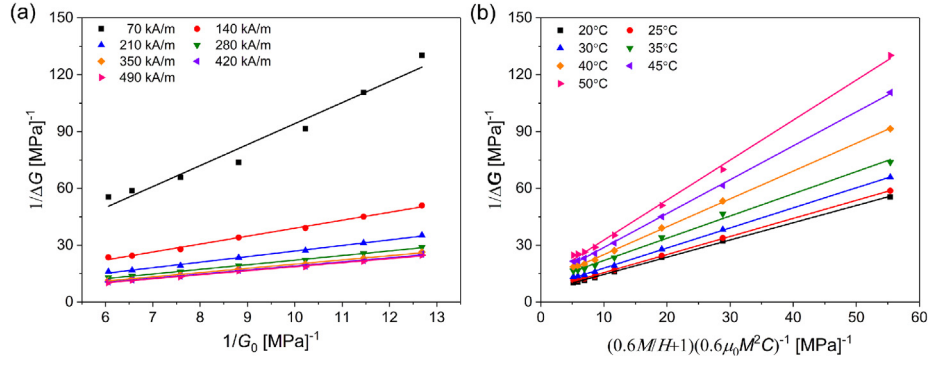 (a)
150
120
90
60
30
0
1/ΔG [MPa]⁻¹
70 kA/m 140 kA/m
210 kA/m 280 kA/m
350 kA/m 420 kA/m
490 kA/m
6 7 8 9 10 11 12 13
1/G₀ [MPa]⁻¹
(b)
150
120
90
60
30
0
1/ΔG [MPa]⁻¹
20°C 25°C
30°C 35°C
40°C 45°C
50°C
0 10 20 30 40 50 60
(0.6M/H+1)(0.6μ₀M²C)⁻¹ [MPa]⁻¹